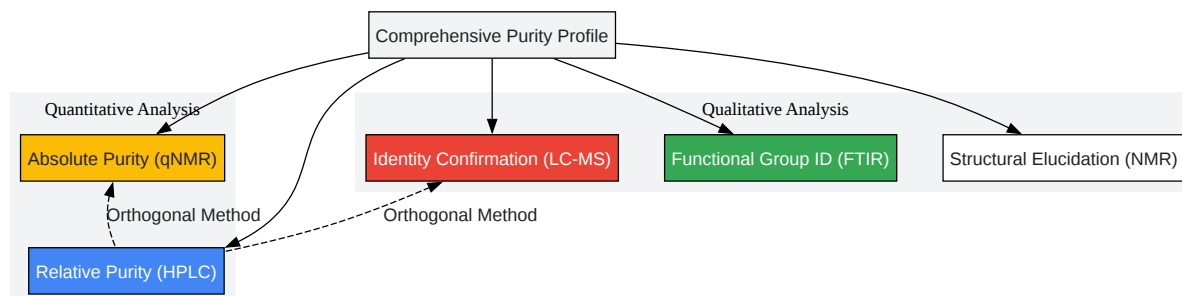 Comprehensive Purity Profile
Quantitative Analysis
Qualitative Analysis
Absolute Purity (qNMR)
Identity Confirmation (LC-MS)
Functional Group ID (FTIR)
Structural Elucidation (NMR)
Orthogonal Method
Orthogonal Method
Relative Purity (HPLC)